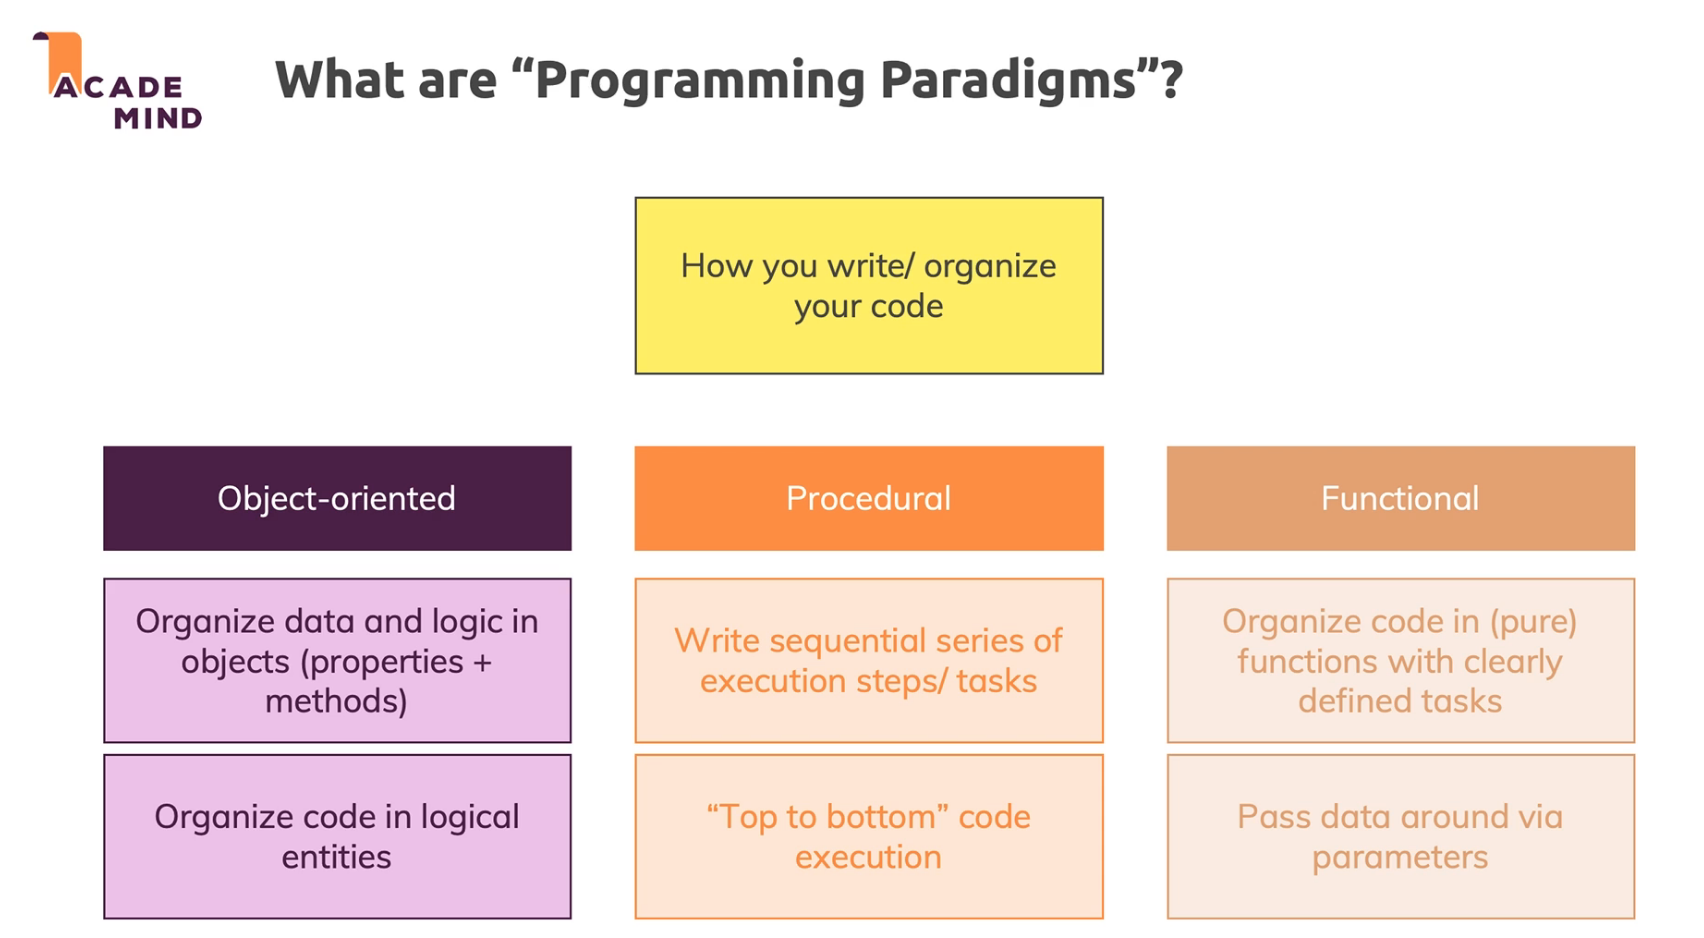 ACADE
MIND
What are “Programming Paradigms”?
How you write/ organize
your code
Object-oriented
Organize data and logic in
objects (properties +
methods)
Organize code in logical
entities
Procedural
Write sequential series of
execution steps/ tasks
“Top to bottom” code
execution
Functional
Organize code in (pure)
functions with clearly
defined tasks
Pass data around via
parameters